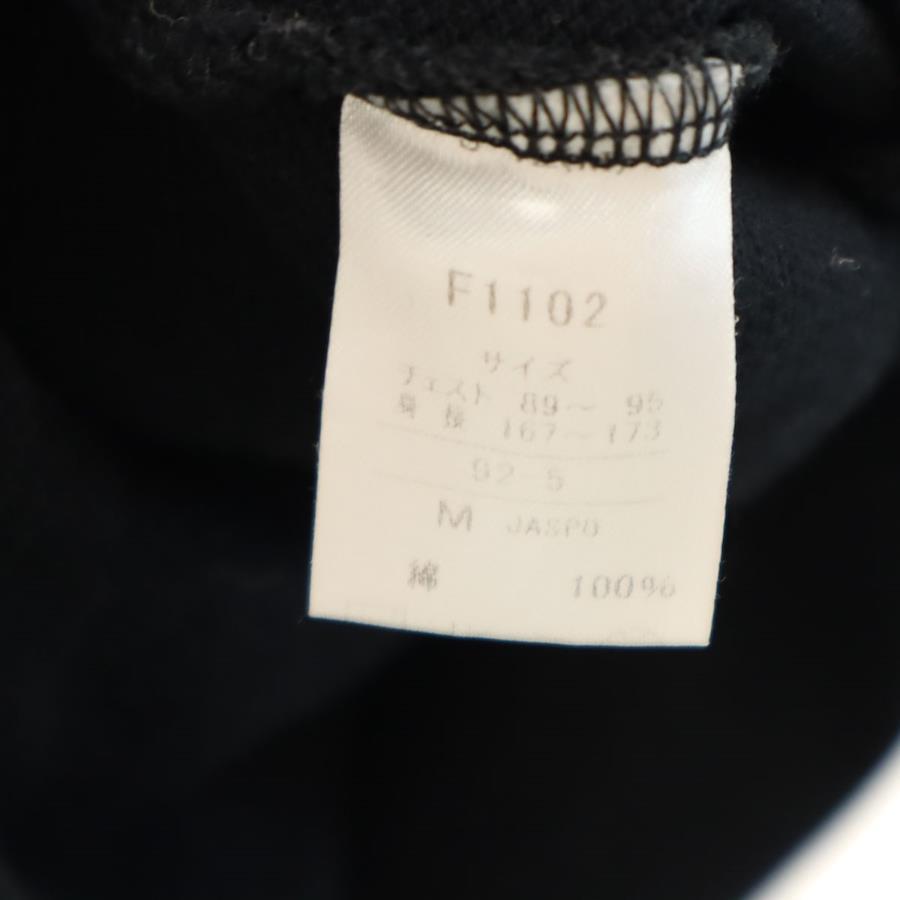 F1102
サイズ
チェスト 89〜 95
身長 167〜173
92-5
M JASPO
綿 100%